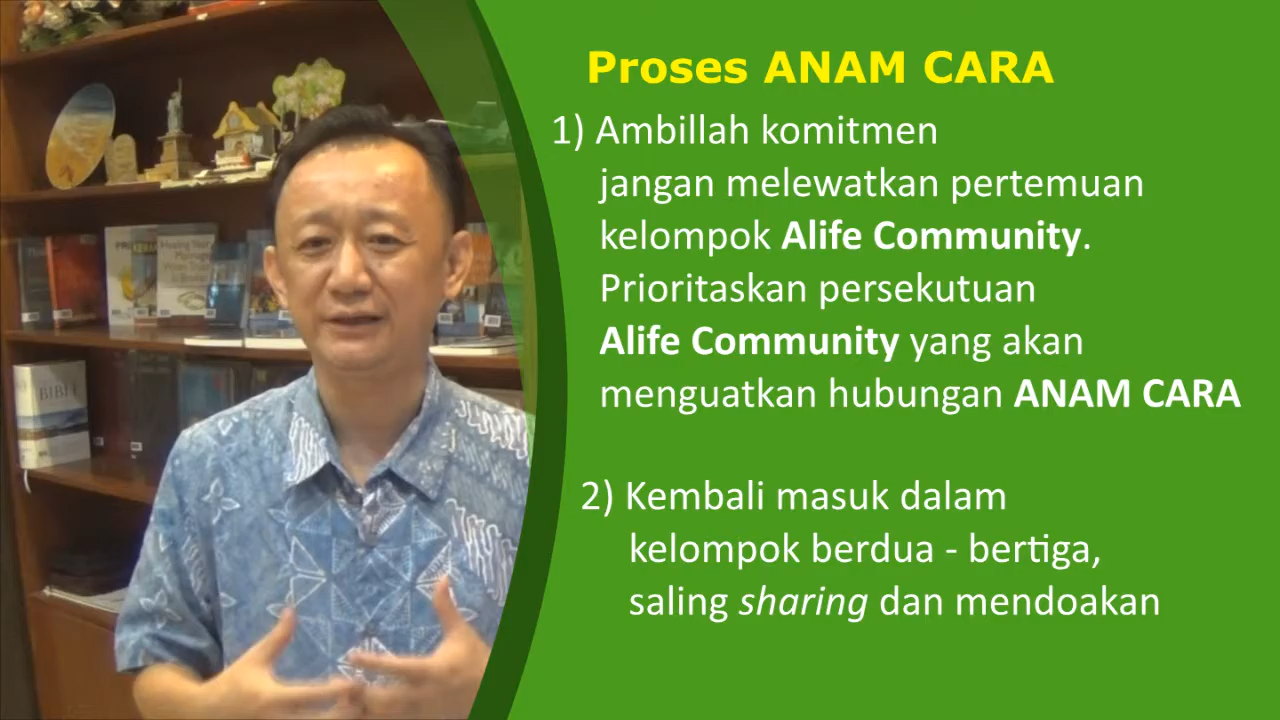 Proses ANAM CARA
1) Ambillah komitmen
jangan melewatkan pertemuan
kelompok Alife Community.
Prioritaskan persekutuan
Alife Community yang akan
menguatkan hubungan ANAM CARA
2) Kembali masuk dalam
kelompok berdua - bertiga,
saling sharing dan mendoakan
BIBLE